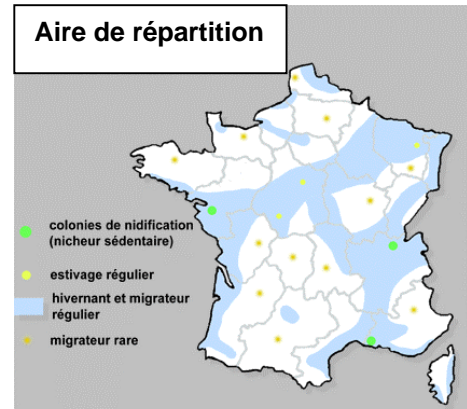 Aire de répartition
colonies de nidification
(nicheur sédentaire)
estivage régulier
hivernant et migrateur
régulier
migrateur rare